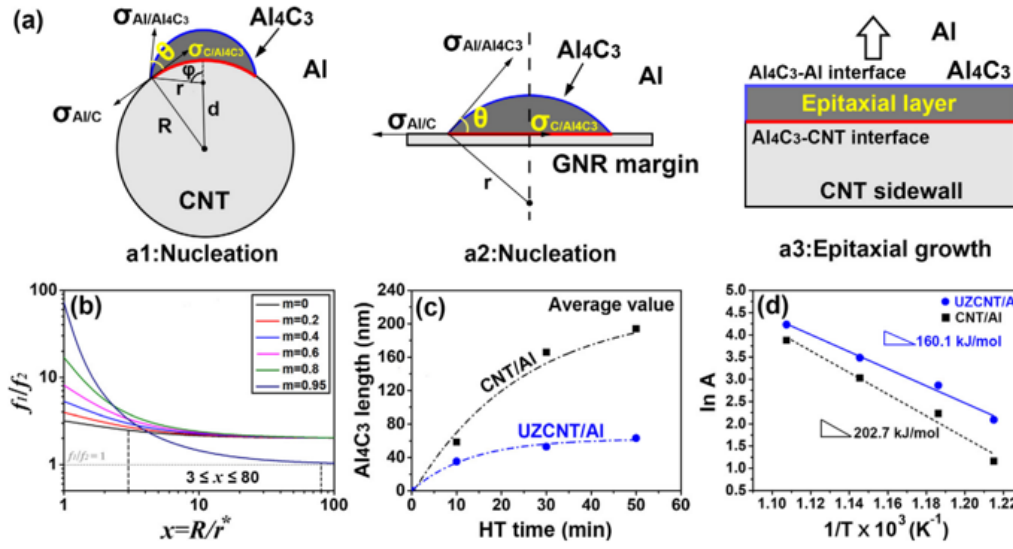 (a)
σAl/Al4C3
Al4C3
θ
σC/Al4C3
φ
r
d
R
Al
σAl/C
CNT
a1:Nucleation
σAl/Al4C3
Al4C3
Al
θ
σAl/C
σC/Al4C3
GNR margin
r
a2:Nucleation
Al
Al4C3-Al interface
Al4C3
Epitaxial layer
Al4C3-CNT interface
CNT sidewall
a3:Epitaxial growth
(b)
f1/f2
100
10
1
m=0
m=0.2
m=0.4
m=0.6
m=0.8
m=0.95
f1/f2=1
3 ≤ x ≤ 80
1
10
100
x=R/r*
(c)
Average value
Al4C3 length (nm)
240
200
160
120
80
40
0
CNT/Al
UZCNT/Al
0 10 20 30 40 50 60
HT time (min)
(d)
UZCNT/Al
CNT/Al
160.1 kJ/mol
202.7 kJ/mol
ln A
5.0
4.5
4.0
3.5
3.0
2.5
2.0
1.5
1.0
0.5
1.10 1.12 1.14 1.16 1.18 1.20 1.22
1/T x 10³ (K⁻¹)